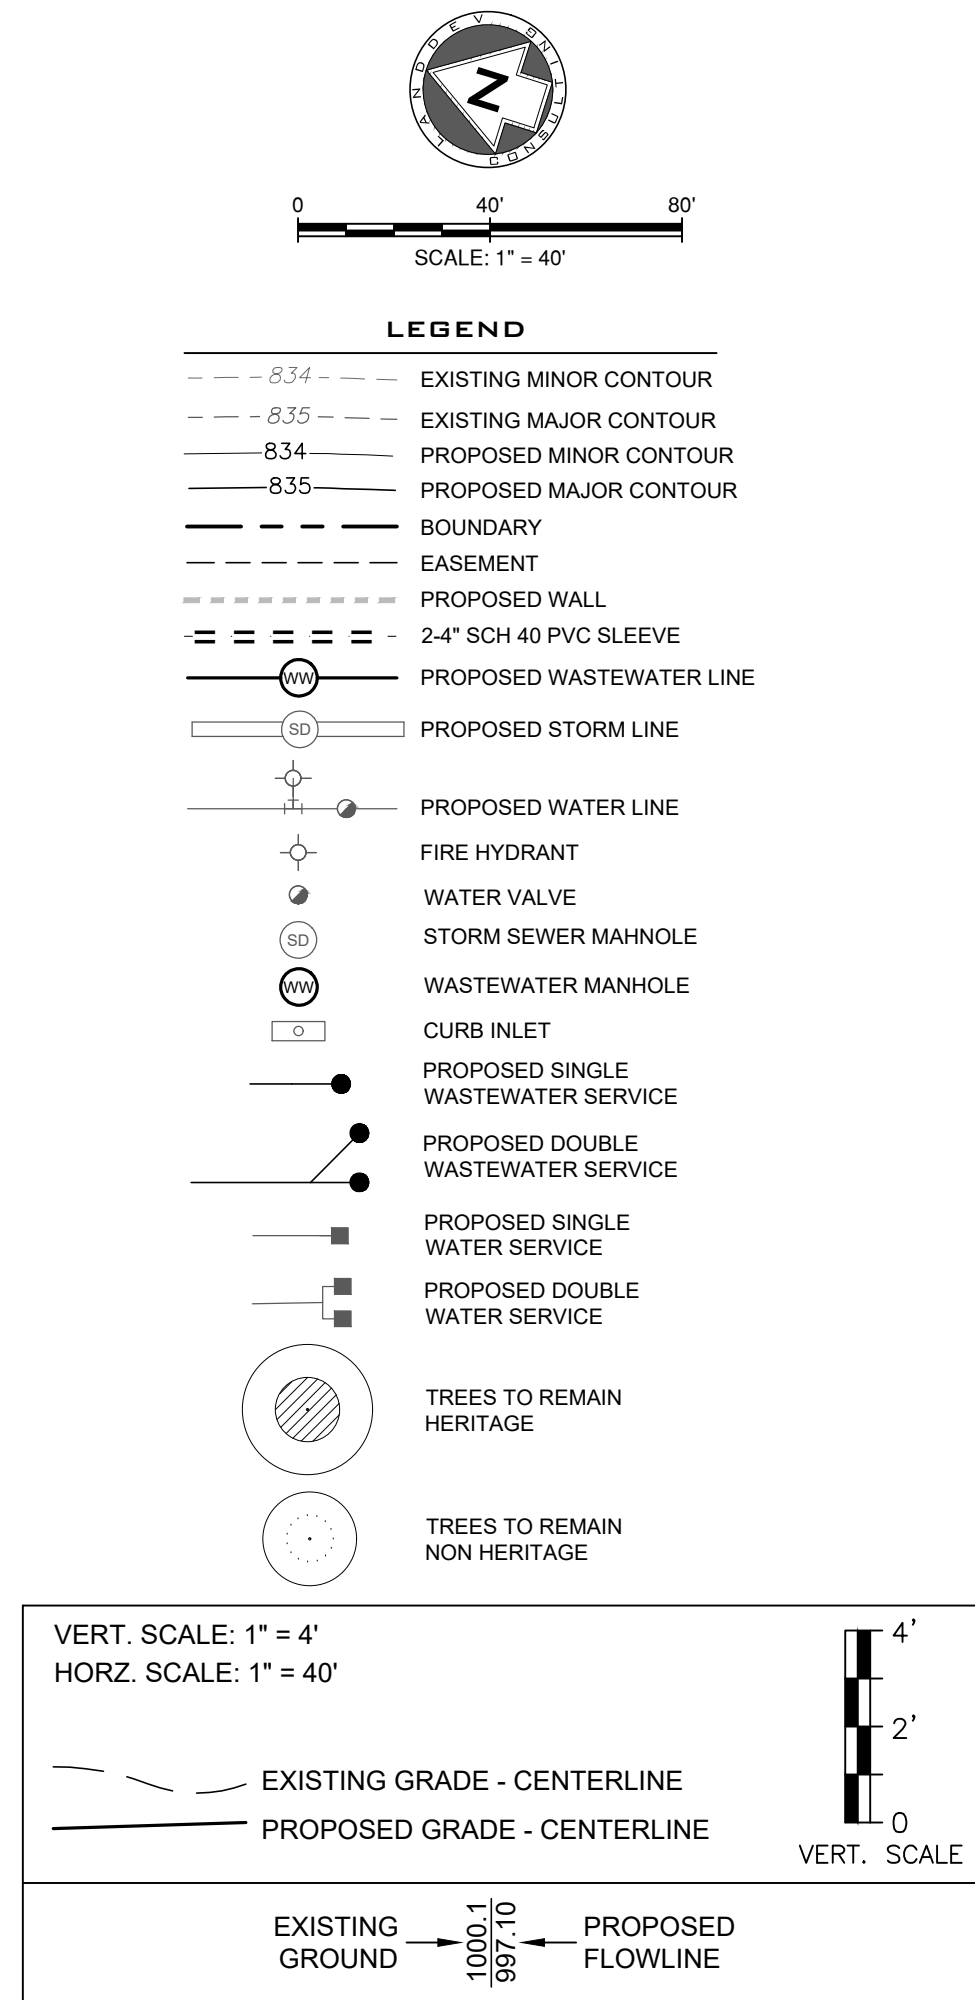 LANDDEV
CONSULTING
N
0 40' 80'
SCALE: 1" = 40'
LEGEND
834 EXISTING MINOR CONTOUR
835 EXISTING MAJOR CONTOUR
834 PROPOSED MINOR CONTOUR
835 PROPOSED MAJOR CONTOUR
BOUNDARY
EASEMENT
PROPOSED WALL
2-4" SCH 40 PVC SLEEVE
WW PROPOSED WASTEWATER LINE
SD PROPOSED STORM LINE
PROPOSED WATER LINE
FIRE HYDRANT
WATER VALVE
SD STORM SEWER MAHNOLE
WW WASTEWATER MANHOLE
CURB INLET
PROPOSED SINGLE
WASTEWATER SERVICE
PROPOSED DOUBLE
WASTEWATER SERVICE
PROPOSED SINGLE
WATER SERVICE
PROPOSED DOUBLE
WATER SERVICE
TREES TO REMAIN
HERITAGE
TREES TO REMAIN
NON HERITAGE
VERT. SCALE: 1" = 4'
HORZ. SCALE: 1" = 40'
EXISTING GRADE - CENTERLINE
PROPOSED GRADE - CENTERLINE
4'
2'
0
VERT. SCALE
EXISTING
GROUND
1000.1
997.10
PROPOSED
FLOWLINE